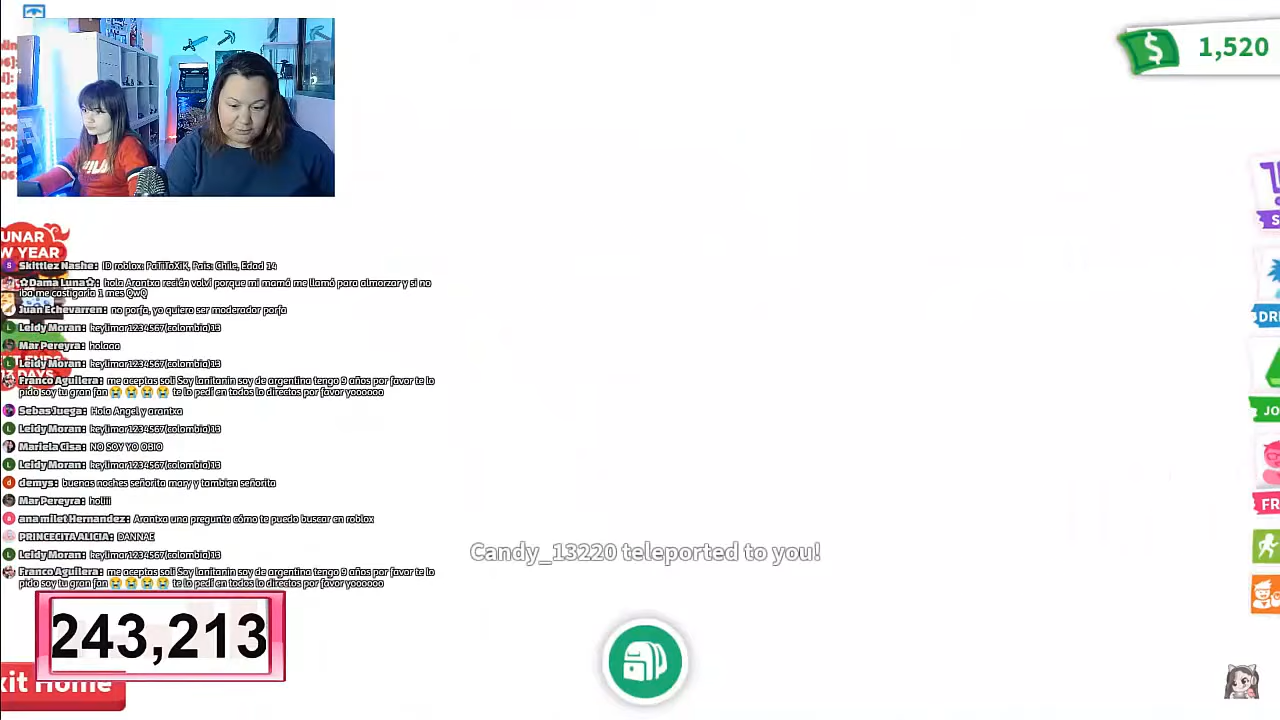 1,520
UNAR
W YEAR
Skittlez Nashe: ID roblox: PaTiToXiK, Pais: Chile, Edad 14
✿Dama Luna✿: hola Arantxa recién volví porque mi mamá me llamó para almorzar y si no
iba me castigaria 1 mes QwQ
Juan Echevarren: no porfa, yo quiero ser moderador porfa
Leidy Moran: keylimar1234567(colombia)13
Mar Pereyra: holaaa
Leidy Moran: keylimar1234567(colombia)13
DAYS
Franco Aguilera: me aceptas soli Soy lanitanin soy de argentina tengo 9 años por favor te lo
pido soy tu gran fan 😭 😭 😭 😭 te lo pedí en todos lo directos por favor yoooooo
Sebas Juega: Hola Angel y arantxa
Leidy Moran: keylimar1234567(colombia)13
Mariela Cisa: NO SOY YO OBIO
Leidy Moran: keylimar1234567(colombia)13
demys: buenas noches señorita mary y tambien señorita
Mar Pereyra: holiii
ana milet Hernandez: Arantxa una pregunta cómo te puedo buscar en roblox
PRINCECITA ALICIA: DANNAE
Leidy Moran: keylimar1234567(colombia)13
Franco Aguilera: me aceptas soli Soy lanitanin soy de argentina tengo 9 años por favor te lo
pido soy tu gran fan 😭 😭 😭 😭 te lo pedí en todos lo directos por favor yoooooo
Candy_13220 teleported to you!
243,213
xit Home
S
DR
JO
FR